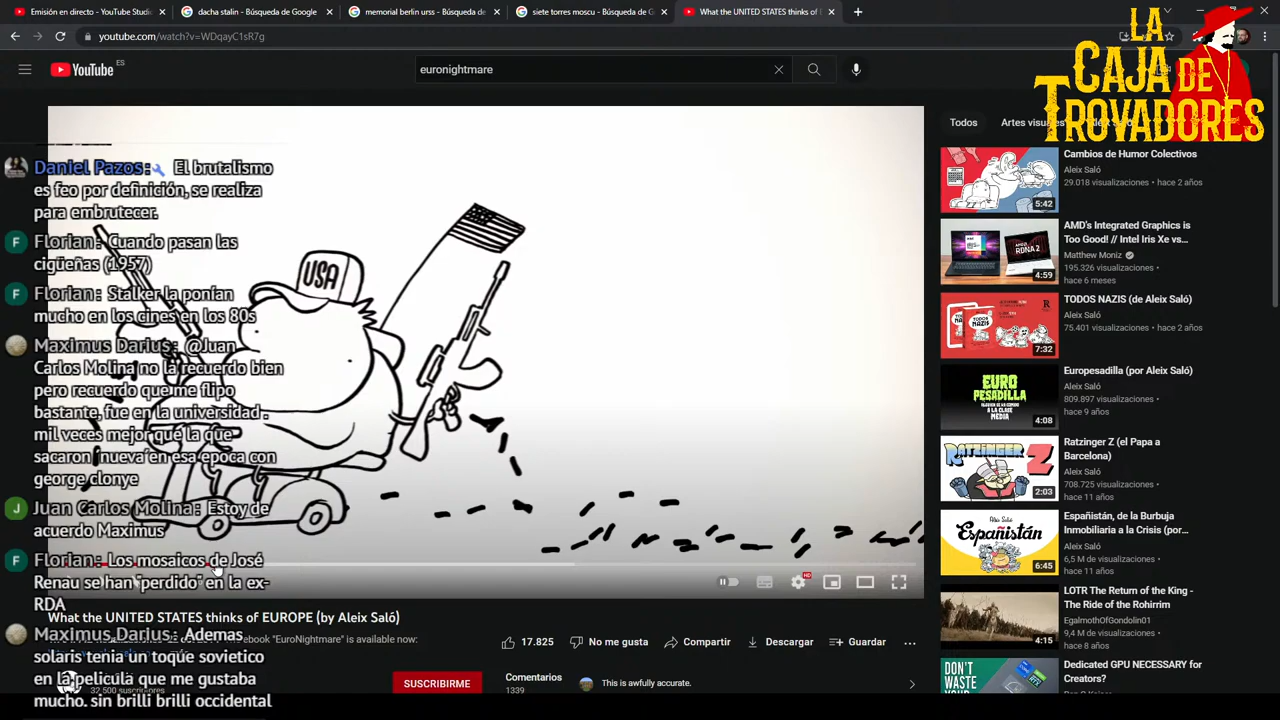 Emisión en directo - YouTube Studi
dacha stalin - Búsqueda de Google
memorial berlin urss - Búsqueda de
siete torres moscu - Búsqueda de G
What the UNITED STATES thinks of
youtube.com/watch?v=WDqayC1sR7g
YouTube ES
euronightmare
LA
CAJA DE
TROVADORES
Todos
Artes visua
Daniel Pazos: El brutalismo
es feo por definición, se realiza
para embrutecer.
Florian: Cuando pasan las
cigüeñas (1957)
Florian: Stalker la ponían
mucho en los cines en los 80s
Maximus Darius: @Juan
Carlos Molina no la recuerdo bien
pero recuerdo que me flipo
bastante, fue en la universidad .
mil veces mejor que la que
sacaron "nueva en esa epoca con
george clonye
Juan Carlos Molina: Estoy de
acuerdo Maximus
Florian: Los mosaicos de José
Renau se han "perdido" en la ex-
RDA
Maximus Darius: Ademas
solaris tenia un toque sovietico
en la pelicula que me gustaba
mucho. sin brilli brilli occidental
USA
What the UNITED STATES thinks of EUROPE (by Aleix Saló)
"EuroNightmare" is available now:
17.825
No me gusta
Compartir
Descargar
Guardar
32 500 suscriptores
SUSCRIBIRME
Comentarios
1339
This is awfully accurate.
Cambios de Humor Colectivos
Aleix Saló
29.018 visualizaciones • hace 2 años
5:42
AMD's Integrated Graphics is
Too Good! // Intel Iris Xe vs...
Matthew Moniz
195.326 visualizaciones •
hace 6 meses
4:59
TODOS NAZIS (de Aleix Saló)
Aleix Saló
75.401 visualizaciones • hace 2 años
7:32
Europesadilla (por Aleix Saló)
Aleix Saló
809.897 visualizaciones •
hace 9 años
EURO
PESADILLA
4:08
Ratzinger Z (el Papa a
Barcelona)
Aleix Saló
708.725 visualizaciones •
hace 11 años
RATZINGER Z
2:03
Españistán, de la Burbuja
Inmobiliaria a la Crisis (por...
Aleix Saló
6,5 M de visualizaciones •
hace 11 años
Españistán
6:45
LOTR The Return of the King -
The Ride of the Rohirrim
EgalmothOfGondolin01
9,4 M de visualizaciones •
hace 8 años
4:15
Dedicated GPU NECESSARY for
Creators?
DON'T
WASTE
YOUR